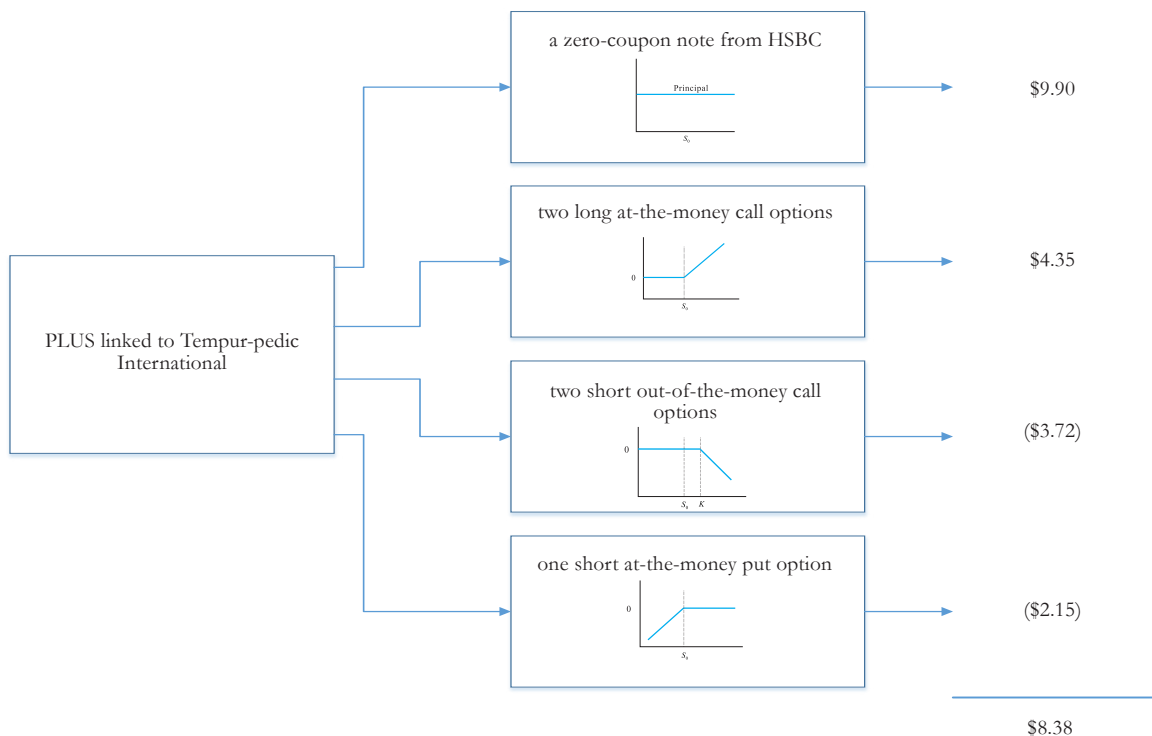 a zero-coupon note from HSBC
Principal
S₀
$9.90
two long at-the-money call options
0
S₀
$4.35
PLUS linked to Tempur-pedic
International
two short out-of-the-money call
options
0
S₀ K
($3.72)
one short at-the-money put option
0
S₀
($2.15)
$8.38